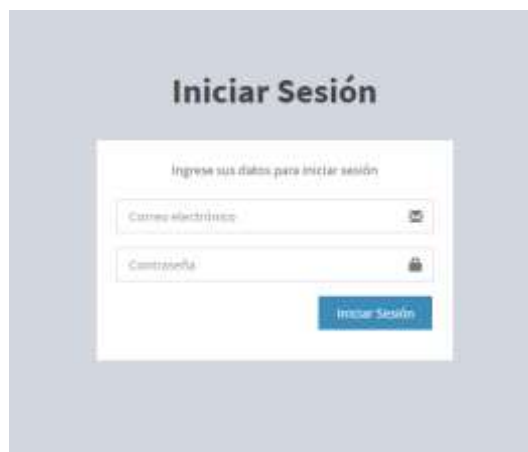 Iniciar Sesión
Ingrese sus datos para iniciar sesión
Correo electrónico
Contraseña
Iniciar Sesión